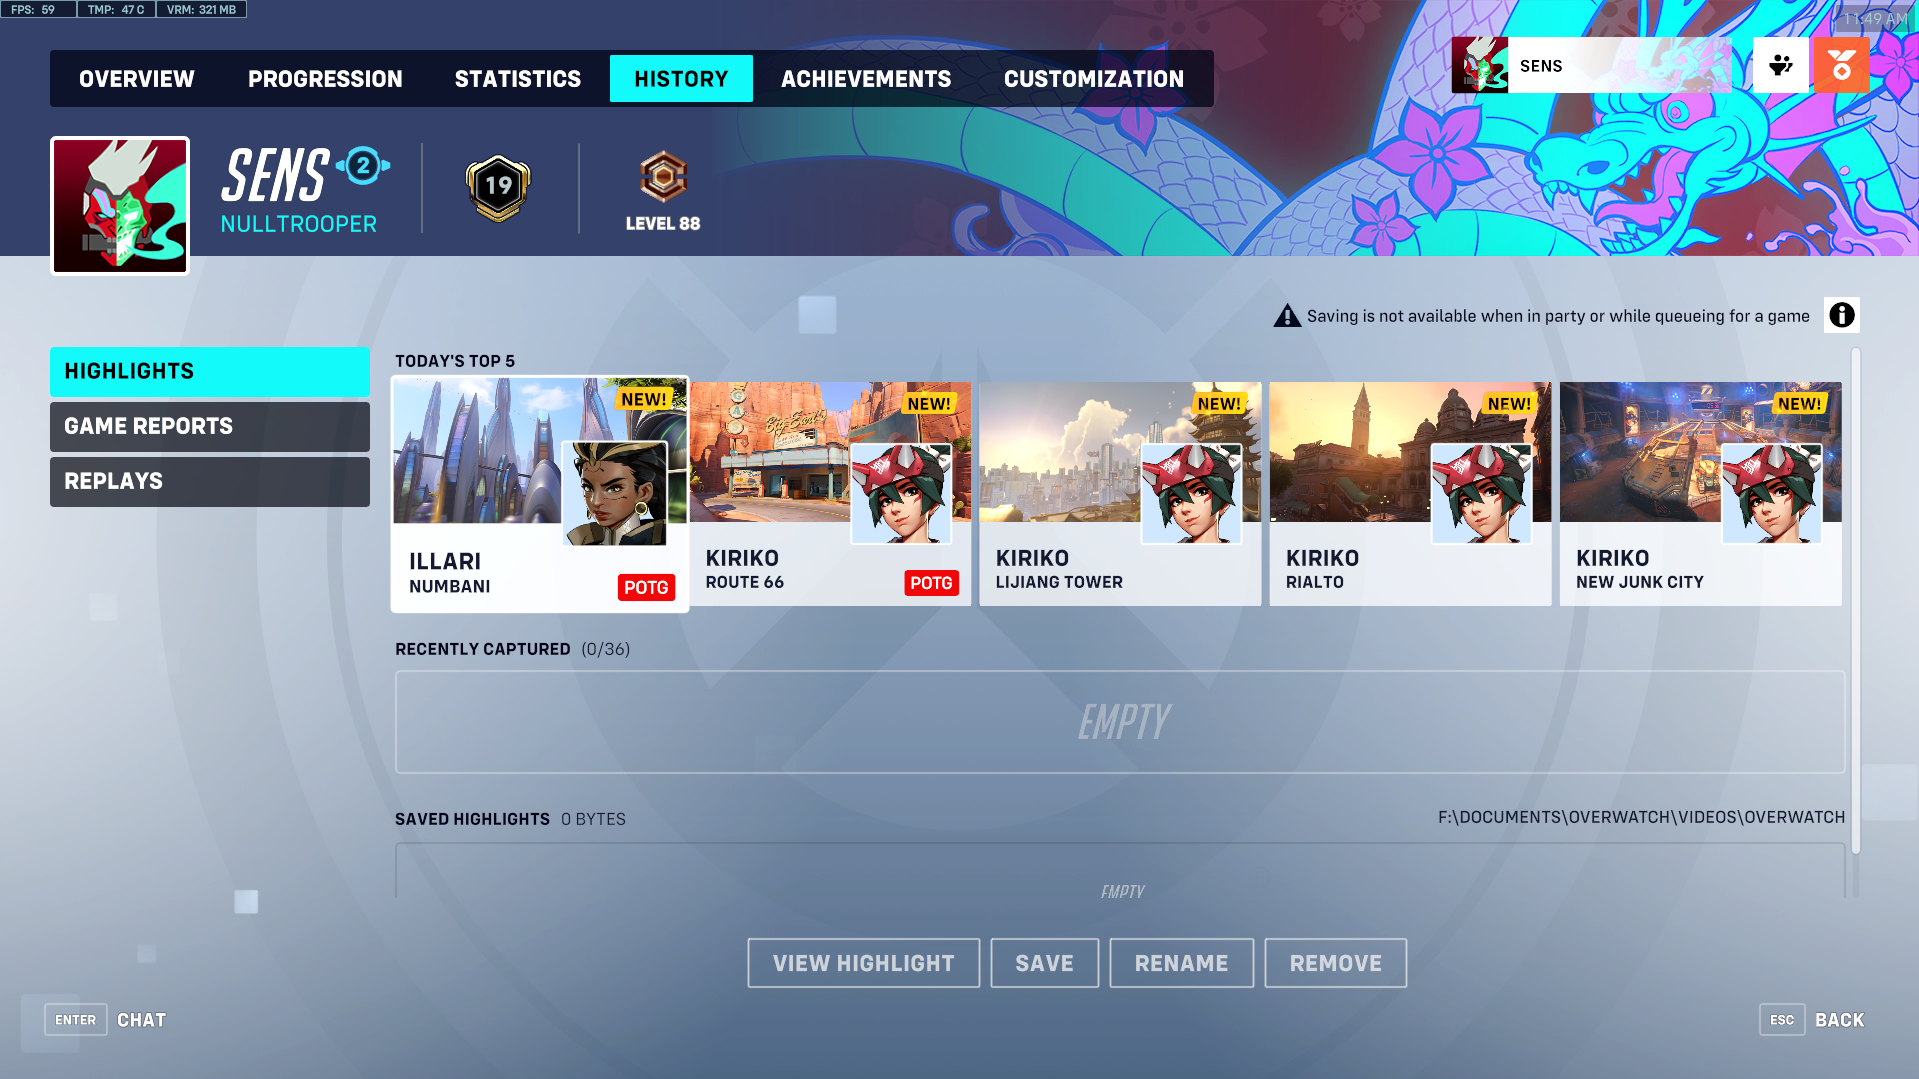 FPS: 59 TMP: 47 C VRM: 321 MB
11:49 AM
OVERVIEW PROGRESSION STATISTICS HISTORY ACHIEVEMENTS CUSTOMIZATION
SENS
SENS 2
NULLTROOPER
19
LEVEL 88
Saving is not available when in party or while queueing for a game
HIGHLIGHTS
GAME REPORTS
REPLAYS
TODAY'S TOP 5
NEW! NEW! NEW! NEW! NEW!
ILLARI
NUMBANI
POTG
KIRIKO
ROUTE 66
POTG
KIRIKO
LIJIANG TOWER
KIRIKO
RIALTO
KIRIKO
NEW JUNK CITY
RECENTLY CAPTURED (0/36)
EMPTY
SAVED HIGHLIGHTS 0 BYTES
F:\DOCUMENTS\OVERWATCH\VIDEOS\OVERWATCH
EMPTY
VIEW HIGHLIGHT SAVE RENAME REMOVE
ENTER CHAT
ESC BACK